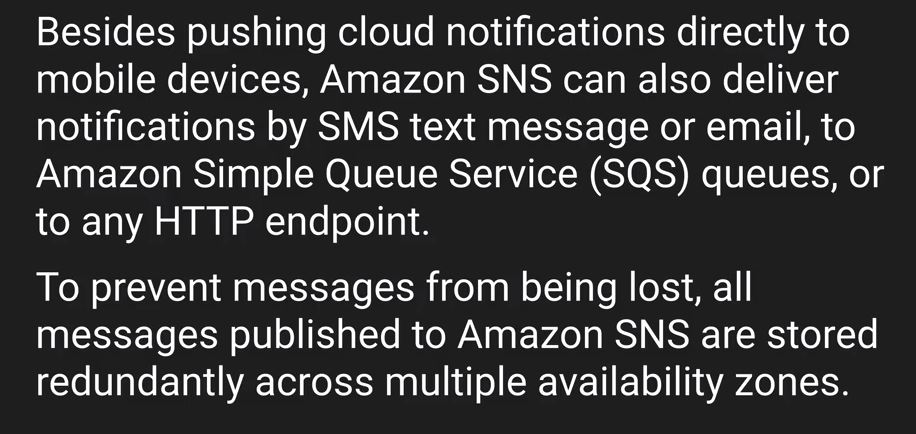 Besides pushing cloud notifications directly to
mobile devices, Amazon SNS can also deliver
notifications by SMS text message or email, to
Amazon Simple Queue Service (SQS) queues, or
to any HTTP endpoint.
To prevent messages from being lost, all
messages published to Amazon SNS are stored
redundantly across multiple availability zones.